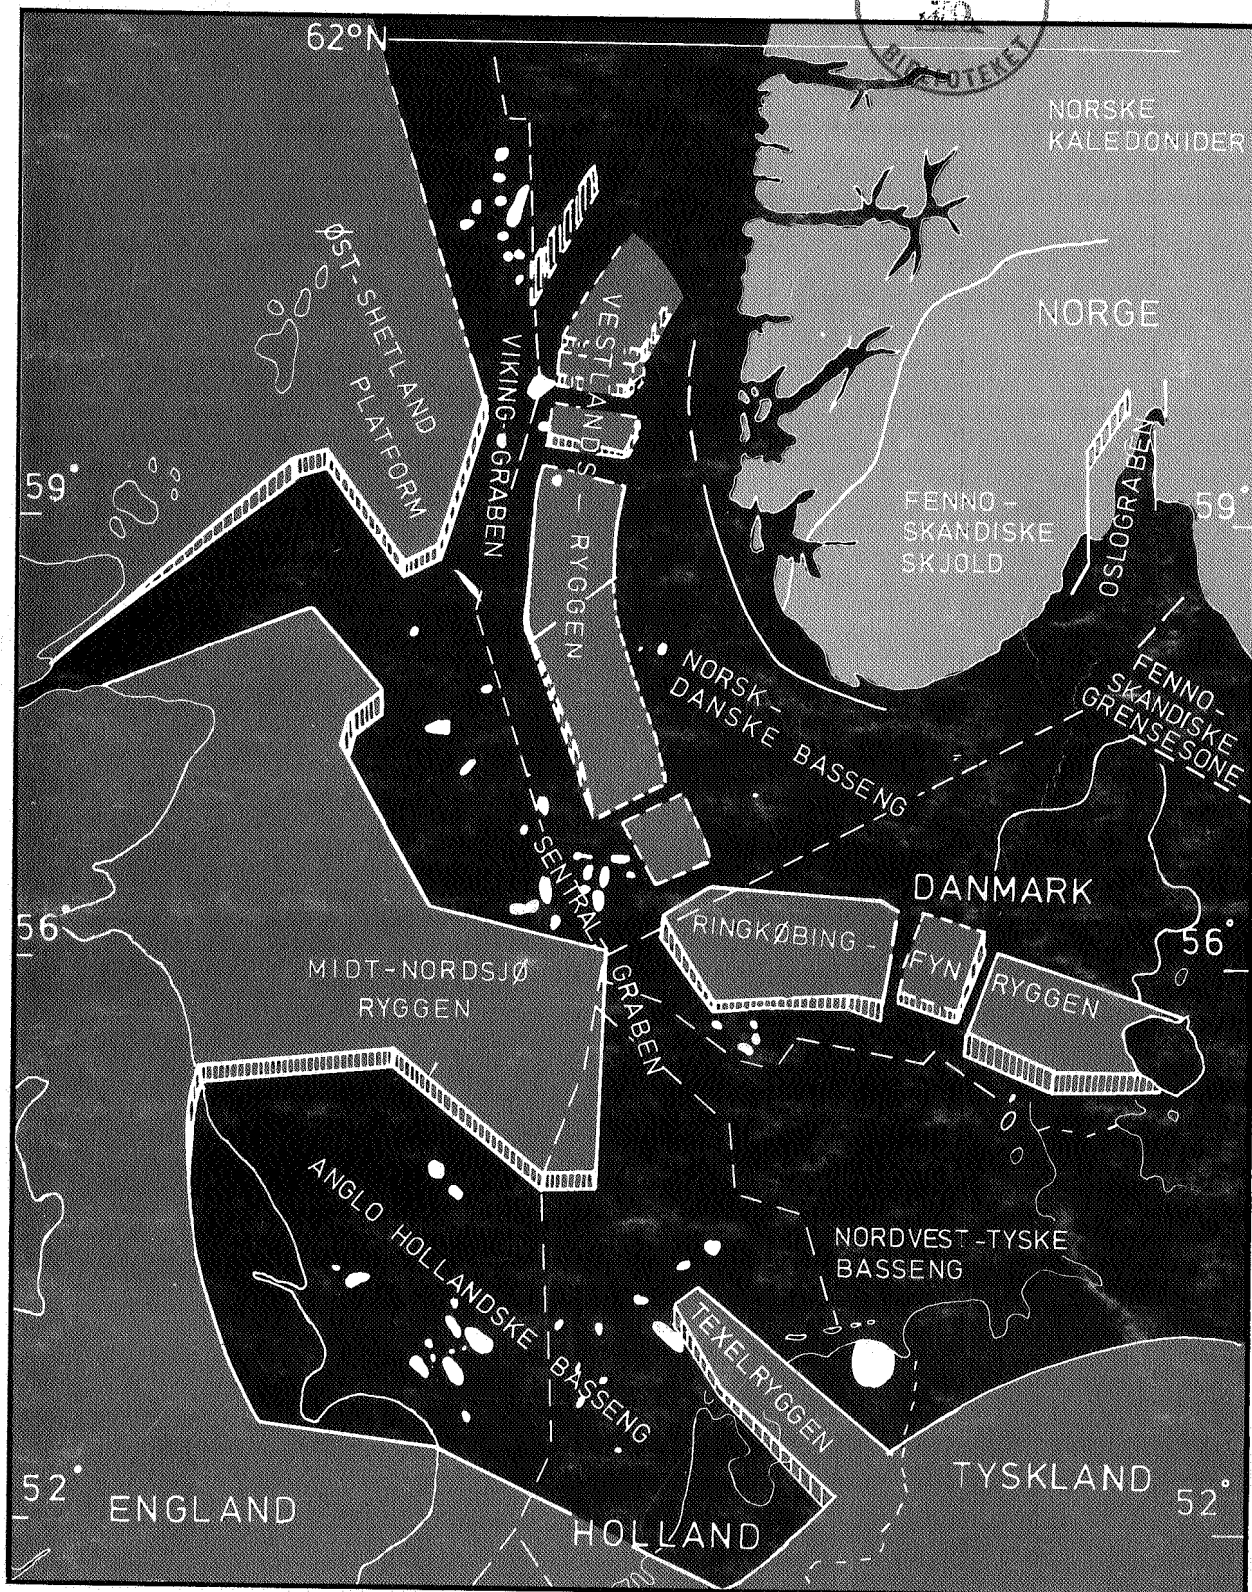 62°N
BIBLIOTEKET
NORSKE
KALEDONIDER
ØST-SHETLAND
PLATFORM
VIKING-GRABEN
VESTLANDS-RYGGEN
NORGE
59°
59°
FENNO-
SKANDISKE
SKJOLD
OSLOGRABEN
NORSK-
DANSKE BASSENG
FENNO-
SKANDISKE
GRENSESONE
SENTRAL
GRABEN
DANMARK
56°
56°
RINGKØBING-
FYN
RYGGEN
MIDT-NORDSJØ
RYGGEN
ANGLO HOLLANDSKE BASSENG
NORDVEST-TYSKE
BASSENG
TEXELRYGGEN
52°
52°
ENGLAND
HOLLAND
TYSKLAND